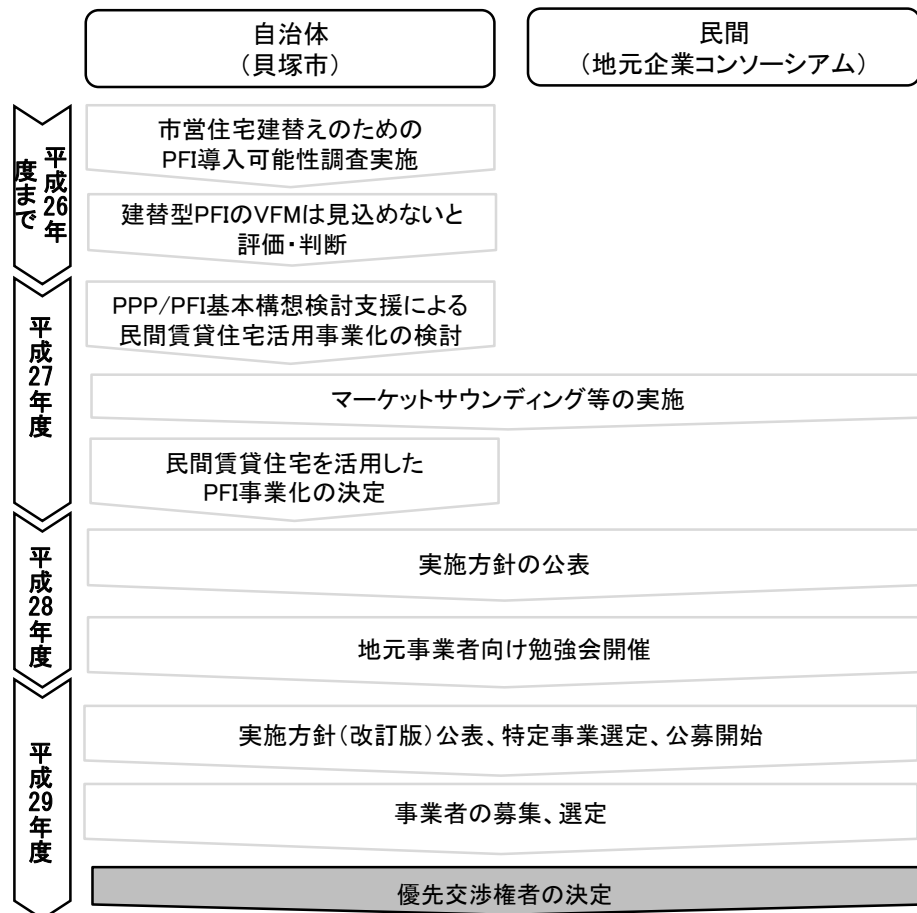 自治体
（貝塚市）
民間
（地元企業コンソーシアム）
平成26年
度まで
市営住宅建替えのための
PFI導入可能性調査実施
建替型PFIのVFMは見込めないと
評価・判断
平成27年度
PPP/PFI基本構想検討支援による
民間賃貸住宅活用事業化の検討
マーケットサウンディング等の実施
民間賃貸住宅を活用した
PFI事業化の決定
平成28年度
実施方針の公表
地元事業者向け勉強会開催
平成29年度
実施方針（改訂版）公表、特定事業選定、公募開始
事業者の募集、選定
優先交渉権者の決定